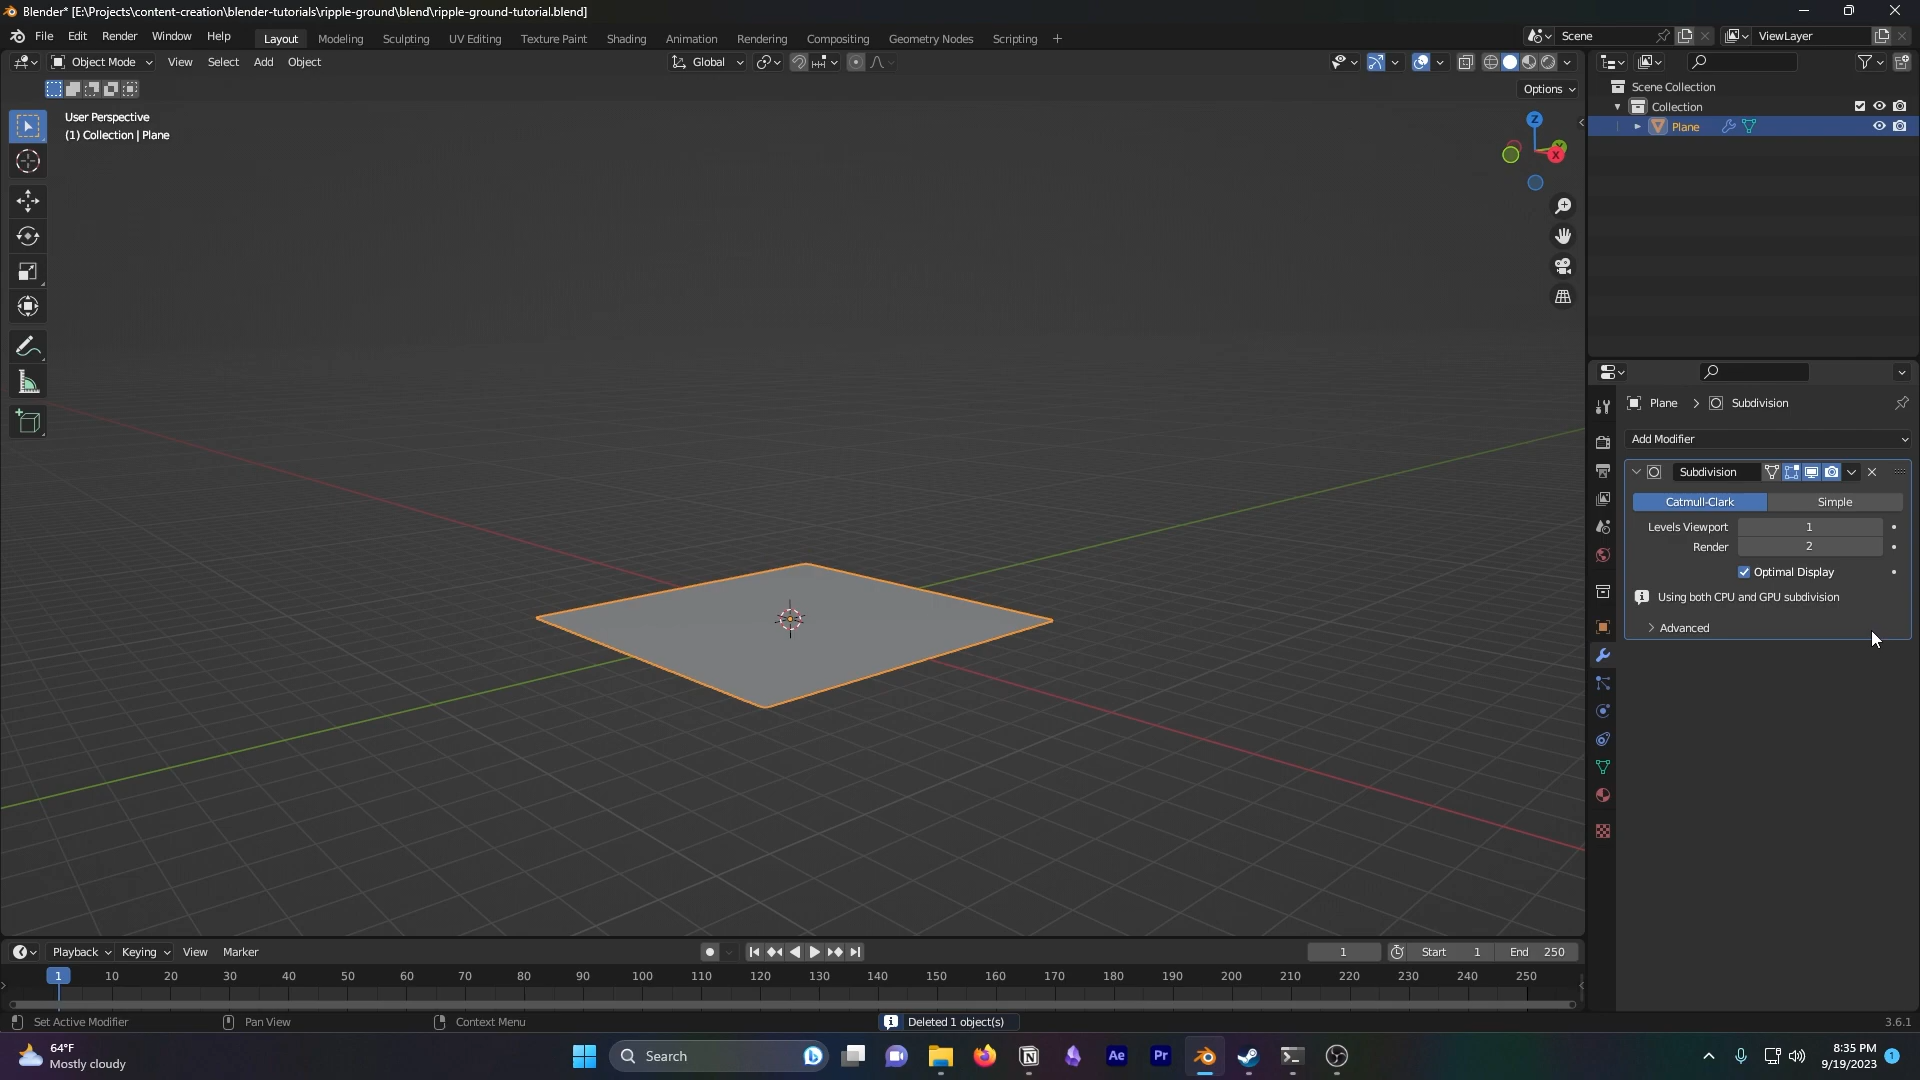 Blender* [E:\Projects\content-creation\blender-tutorials\ripple-ground\blend\ripple-ground-tutorial.blend]
File Edit Render Window Help Layout Modeling Sculpting UV Editing Texture Paint Shading Animation Rendering Compositing Geometry Nodes Scripting + Scene ViewLayer
Object Mode View Select Add Object Global
Options
User Perspective
(1) Collection | Plane
Z
Y
X
Scene Collection
Collection
Plane
Plane > Subdivision
Add Modifier
Subdivision
Catmull-Clark Simple
Levels Viewport 1
Render 2
Optimal Display
Using both CPU and GPU subdivision
Advanced
Playback Keying View Marker 1 Start 1 End 250
1 10 20 30 40 50 60 70 80 90 100 110 120 130 140 150 160 170 180 190 200 210 220 230 240 250
Set Active Modifier Pan View Context Menu Deleted 1 object(s) 3.6.1
64°F
Mostly cloudy
Search
Ae Pr
8:35 PM
9/19/2023
1